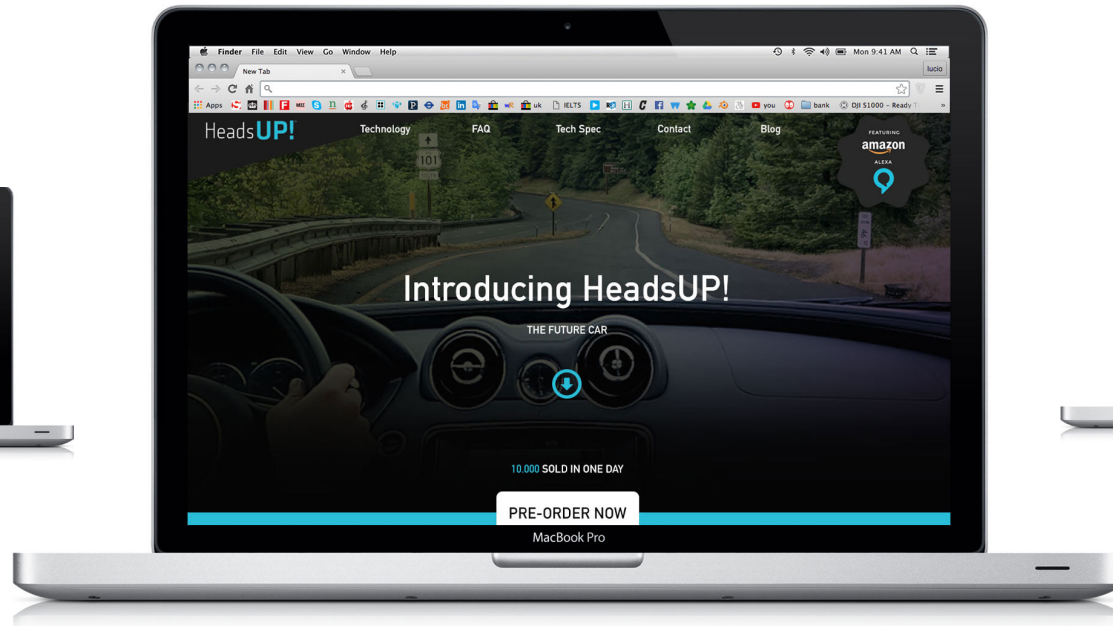 Finder File Edit View Go Window Help
Mon 9:41 AM
New Tab
lucio
Apps
uk
IELTS
you
bank
DJI S1000 – Ready
HeadsUP!
Technology
FAQ
Tech Spec
Contact
Blog
FEATURING
amazon
ALEXA
101
Introducing HeadsUP!
THE FUTURE CAR
10.000 SOLD IN ONE DAY
PRE-ORDER NOW
MacBook Pro